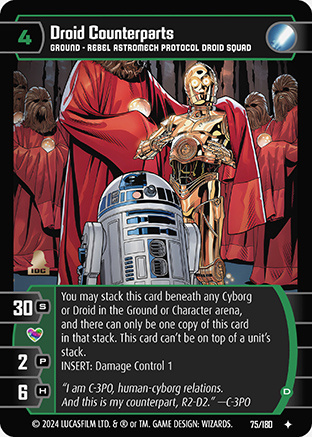 4
Droid Counterparts
GROUND - REBEL ASTROMECH PROTOCOL DROID SQUAD
IDC
30 S
2 P
6 H
You may stack this card beneath any Cyborg
or Droid in the Ground or Character arena,
and there can only be one copy of this card
in that stack. This card can't be on top of a unit's
stack.
INSERT: Damage Control 1
“I am C-3PO, human-cyborg relations.
And this is my counterpart, R2-D2.” —C-3PO
D
© 2024 LUCASFILM LTD. & ® or TM. GAME DESIGN: WIZARDS.
75/180